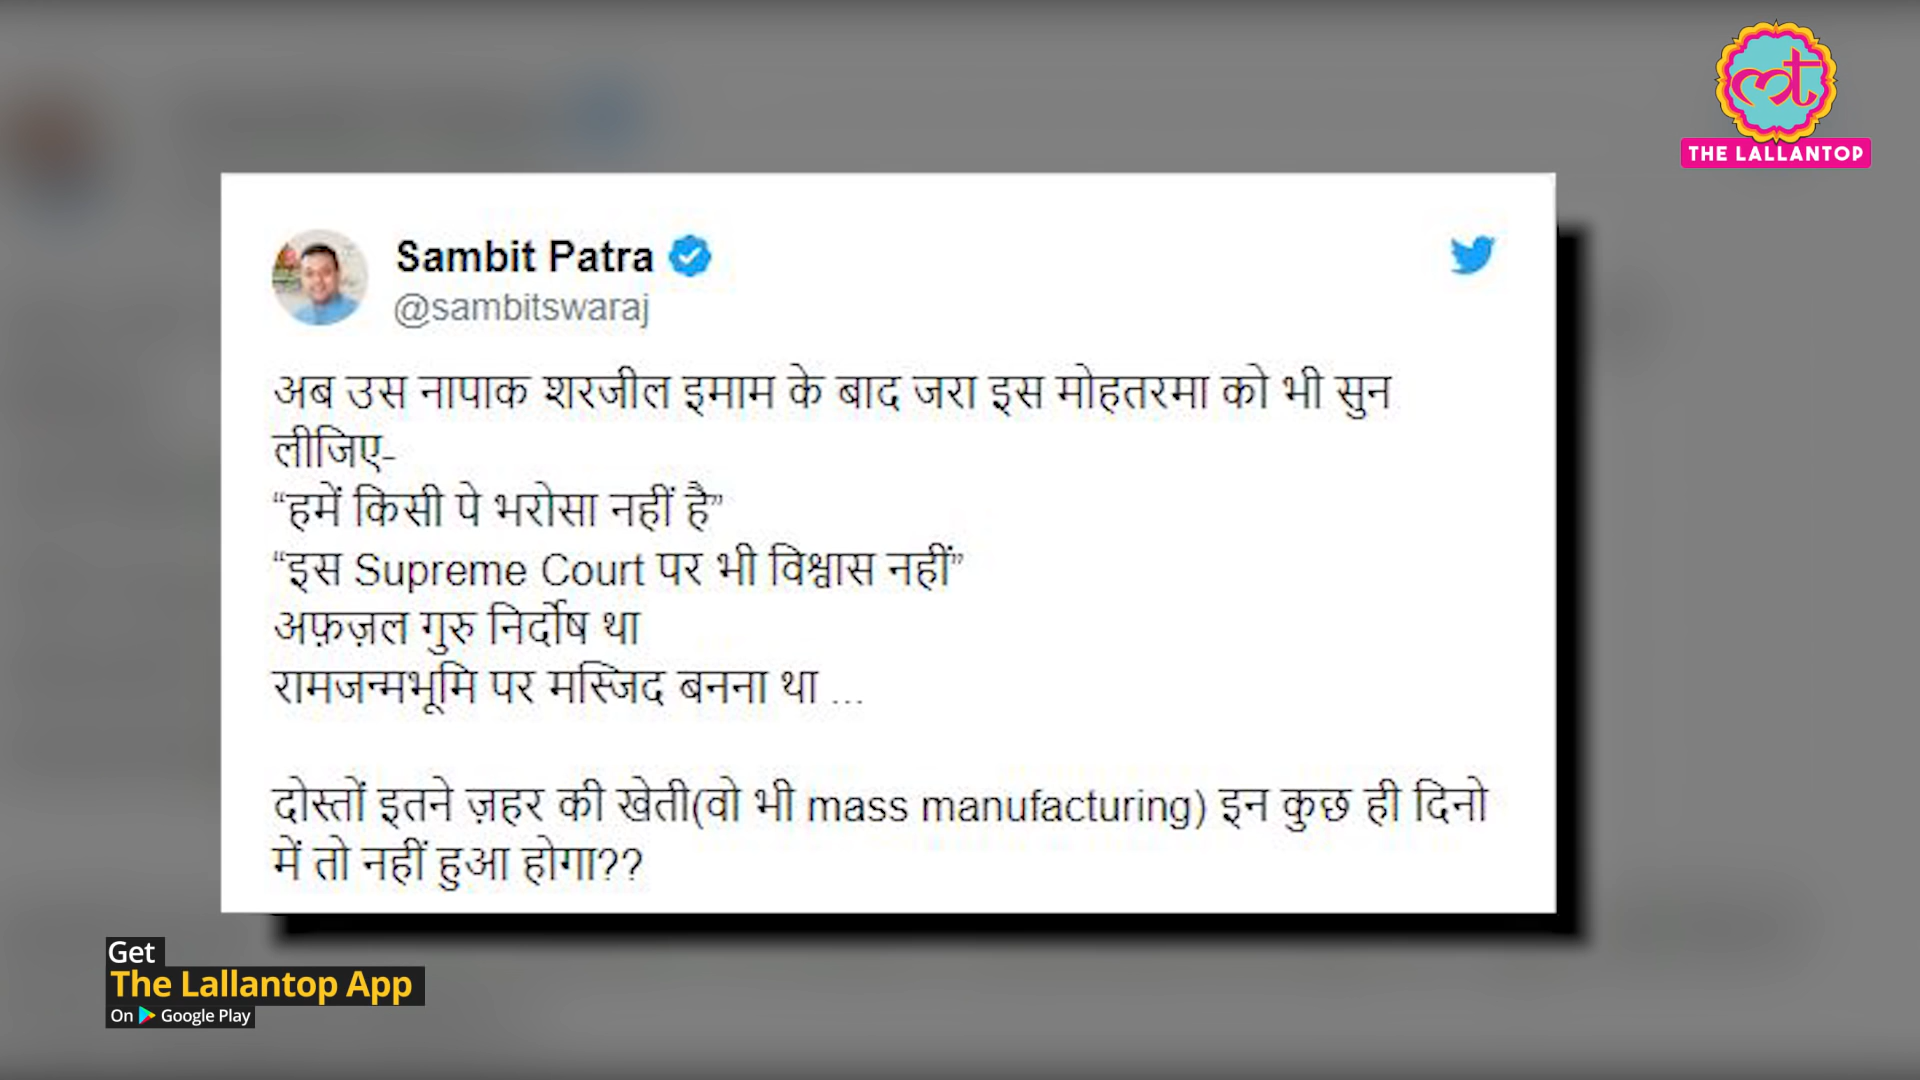 THE LALLANTOP
Sambit Patra
@sambitswaraj
अब उस नापाक शरजील इमाम के बाद जरा इस मोहतरमा को भी सुन
लीजिए-
“हमें किसी पे भरोसा नहीं है”
“इस Supreme Court पर भी विश्वास नहीं”
अफ़ज़ल गुरु निर्दोष था
रामजन्मभूमि पर मस्जिद बनना था ...
दोस्तों इतने ज़हर की खेती(वो भी mass manufacturing) इन कुछ ही दिनो
में तो नहीं हुआ होगा??
Get
The Lallantop App
On Google Play